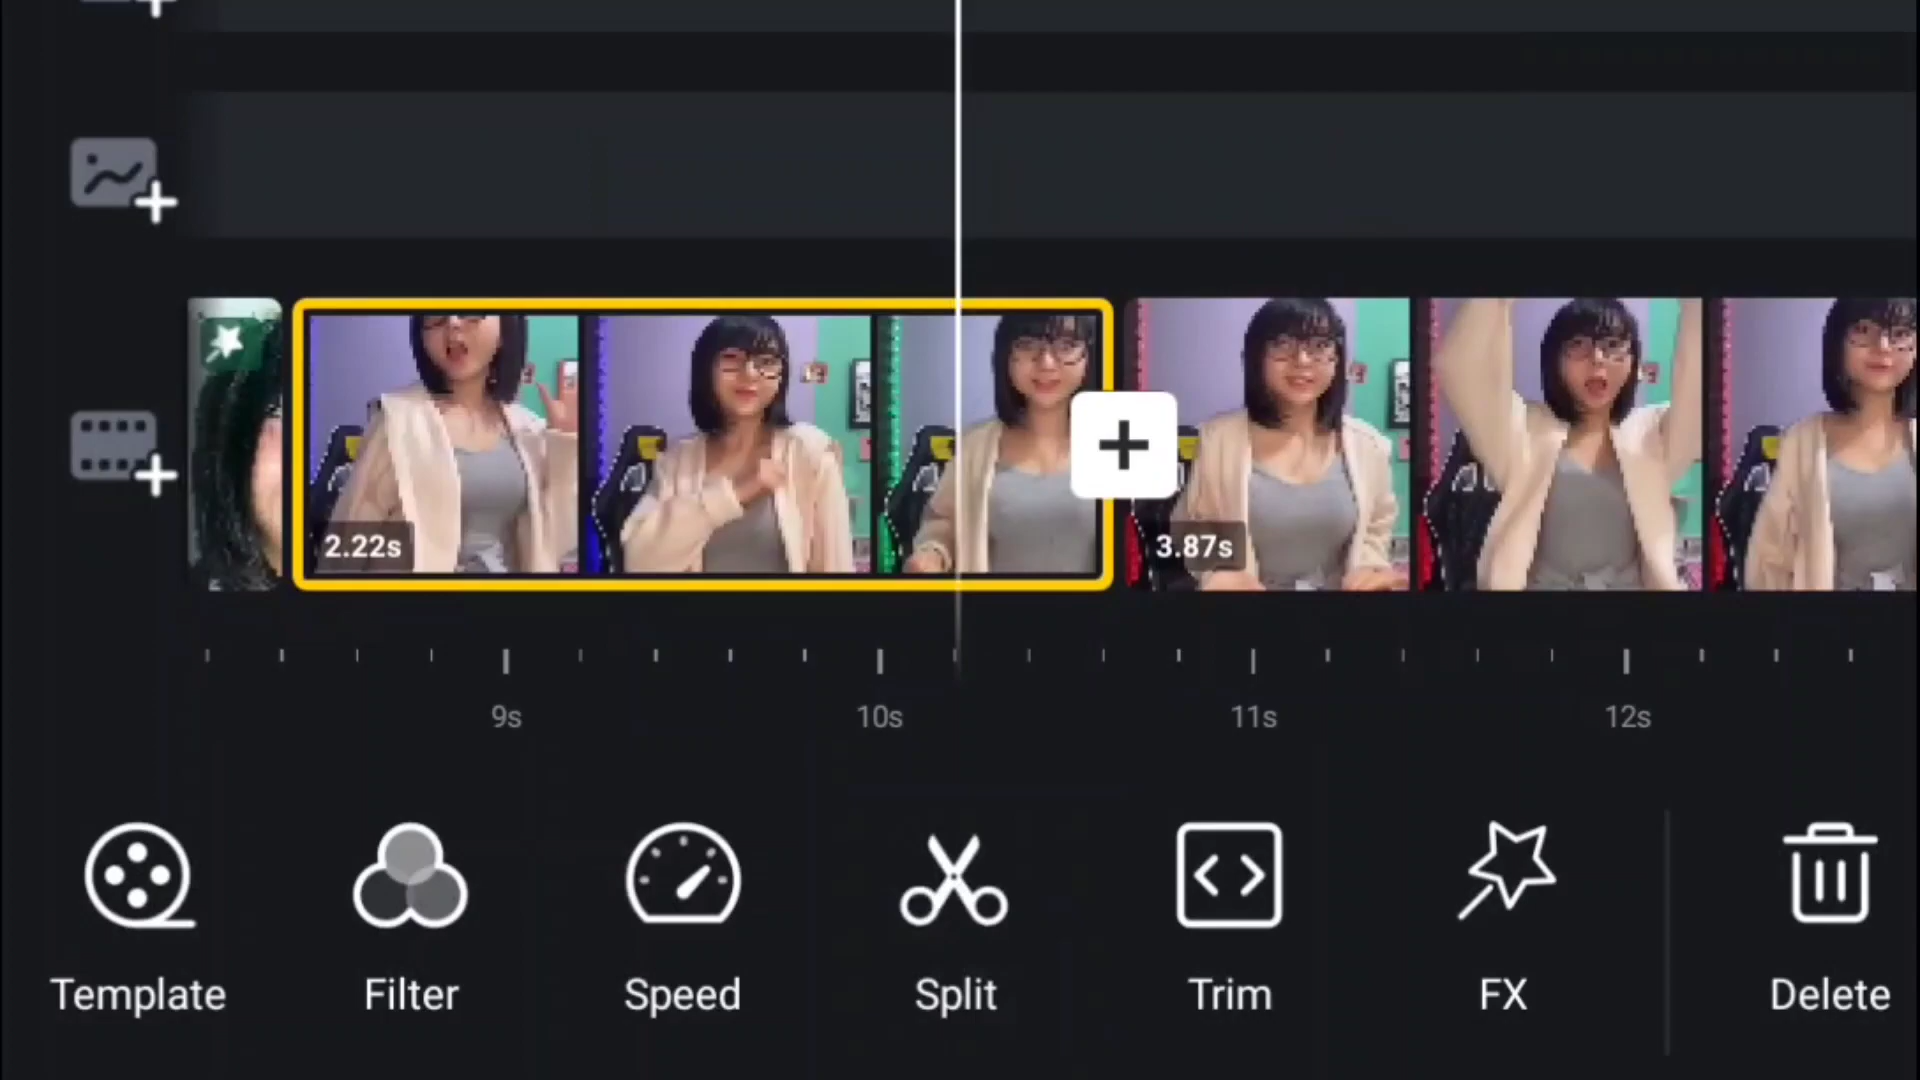 2.22s
3.87s
9s
10s
11s
12s
Template
Filter
Speed
Split
Trim
FX
Delete